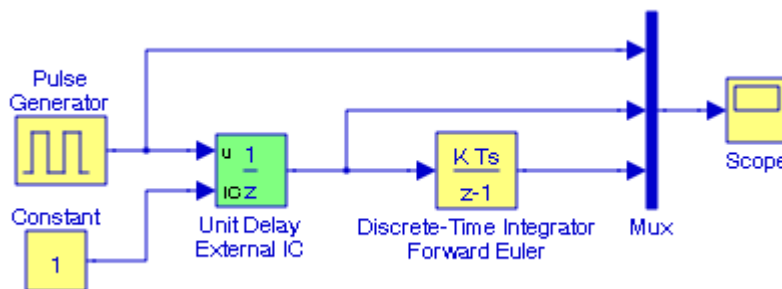 Pulse
Generator
u 1
IC z
Unit Delay
External IC
Constant
1
K Ts
z-1
Discrete-Time Integrator
Forward Euler
Mux
Scope